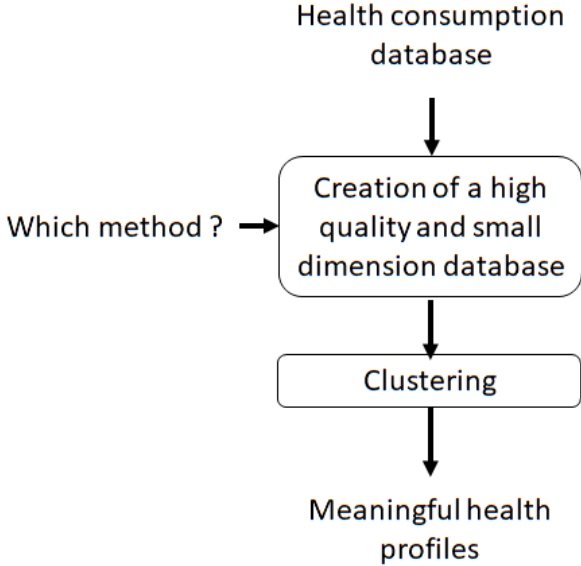 Health consumption
database
Creation of a high
quality and small
dimension database
Which method ?
Clustering
Meaningful health
profiles